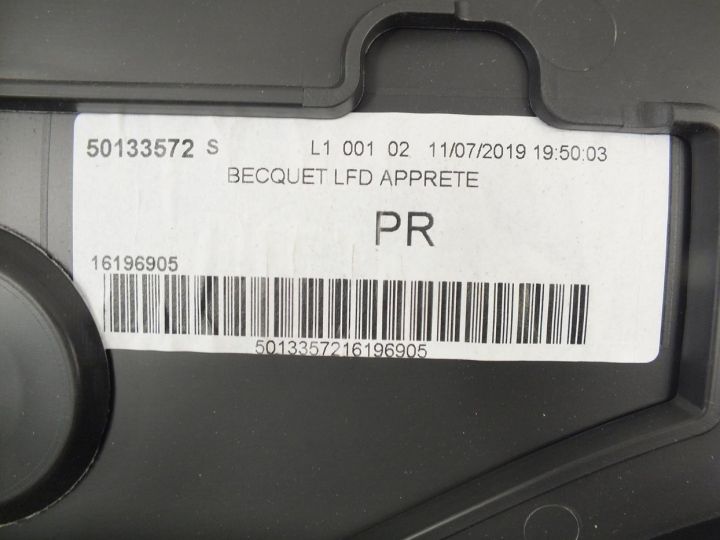 50133572 S L1 001 02 11/07/2019 19:50:03
BECQUET LFD APPRETE
PR
16196905
5013357216196905